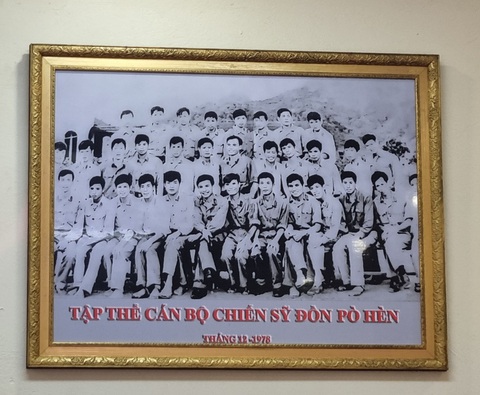 TẬP THỂ CÁN BỘ CHIẾN SỸ ĐỒN PÒ HÈN
THÁNG 12 -1978